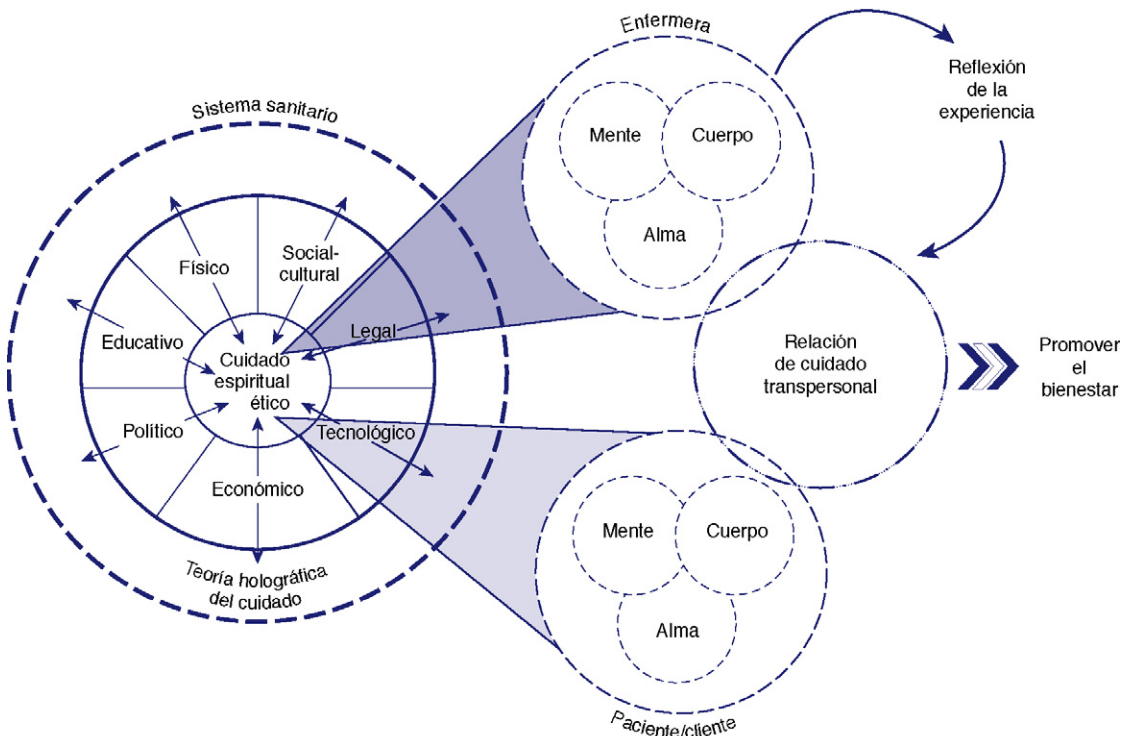 Sistema sanitario
Físico
Social-
cultural
Educativo
Legal
Cuidado
espiritual
ético
Político
Tecnológico
Económico
Teoría holográfica
del cuidado
Enfermera
Mente
Cuerpo
Alma
Reflexión
de la
experiencia
Relación
de cuidado
transpersonal
Promover
el
bienestar
Mente
Cuerpo
Alma
Paciente/cliente